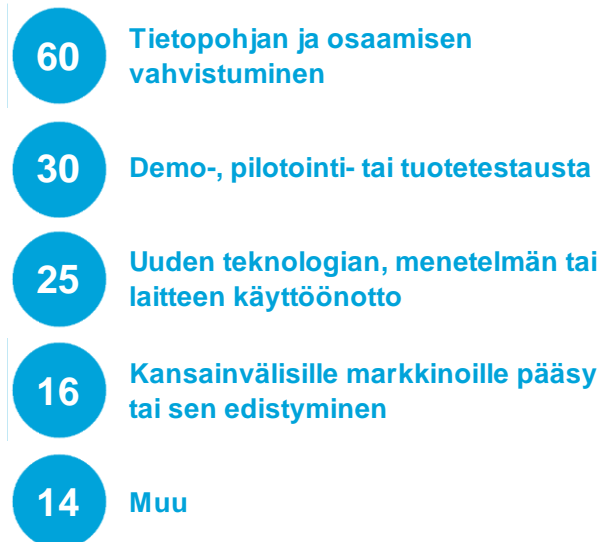 60
Tietopohjan ja osaamisen
vahvistuminen
30
Demo-, pilotointi- tai tuotetestausta
25
Uuden teknologian, menetelmän tai
laitteen käyttöönotto
16
Kansainvälisille markkinoille pääsy
tai sen edistyminen
14
Muu